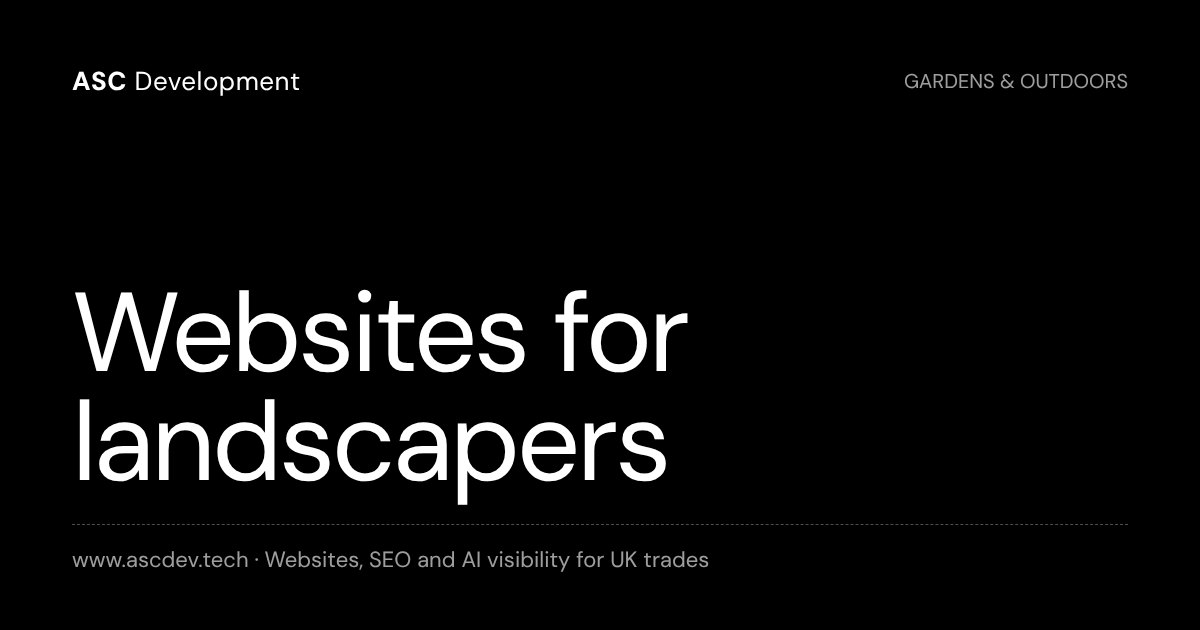 ASC Development
GARDENS & OUTDOORS
Websites for
landscapers
www.ascdev.tech · Websites, SEO and AI visibility for UK trades